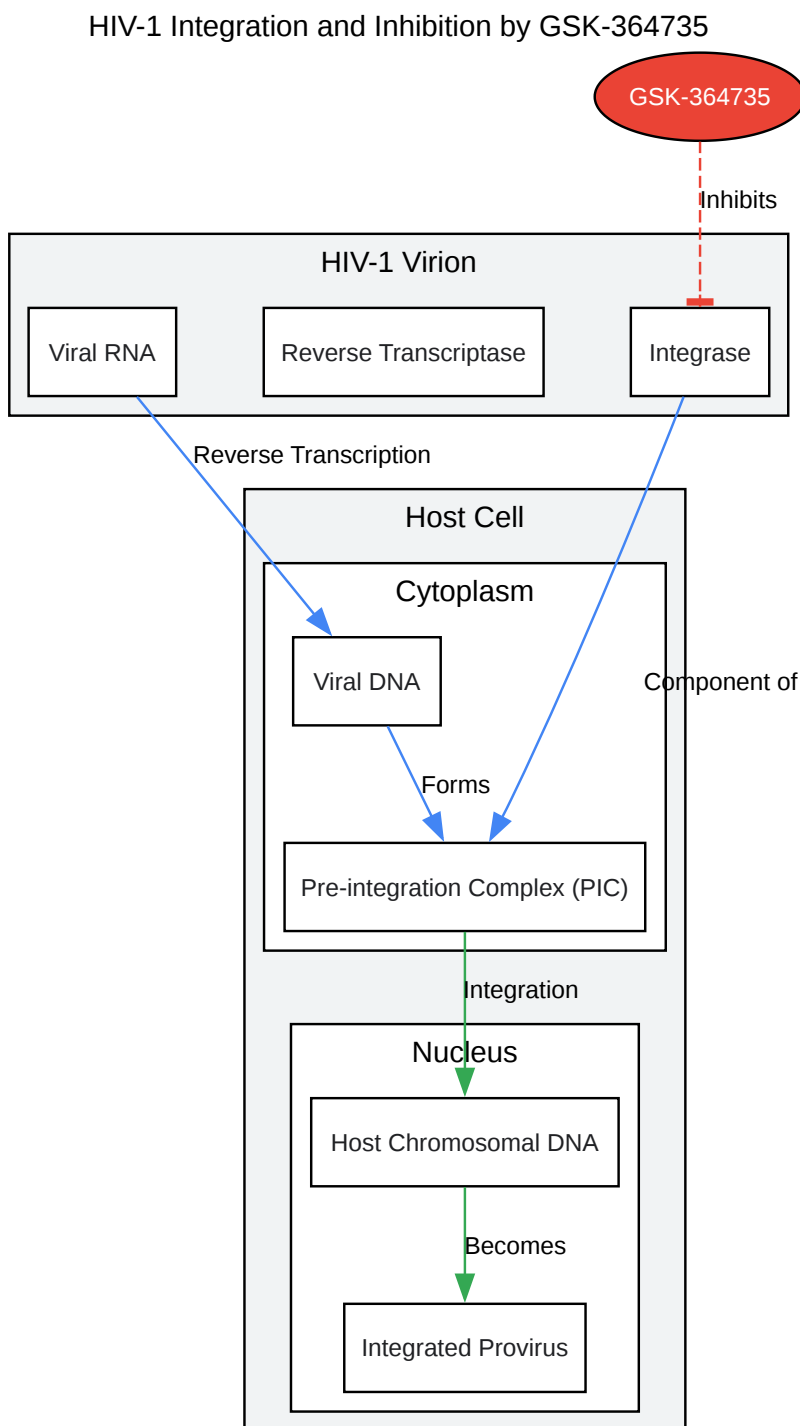 HIV-1 Integration and Inhibition by GSK-364735
GSK-364735
Inhibits
HIV-1 Virion
Viral RNA
Reverse Transcriptase
Integrase
Reverse Transcription
Host Cell
Cytoplasm
Viral DNA
Component of
Forms
Pre-integration Complex (PIC)
Integration
Nucleus
Host Chromosomal DNA
Becomes
Integrated Provirus